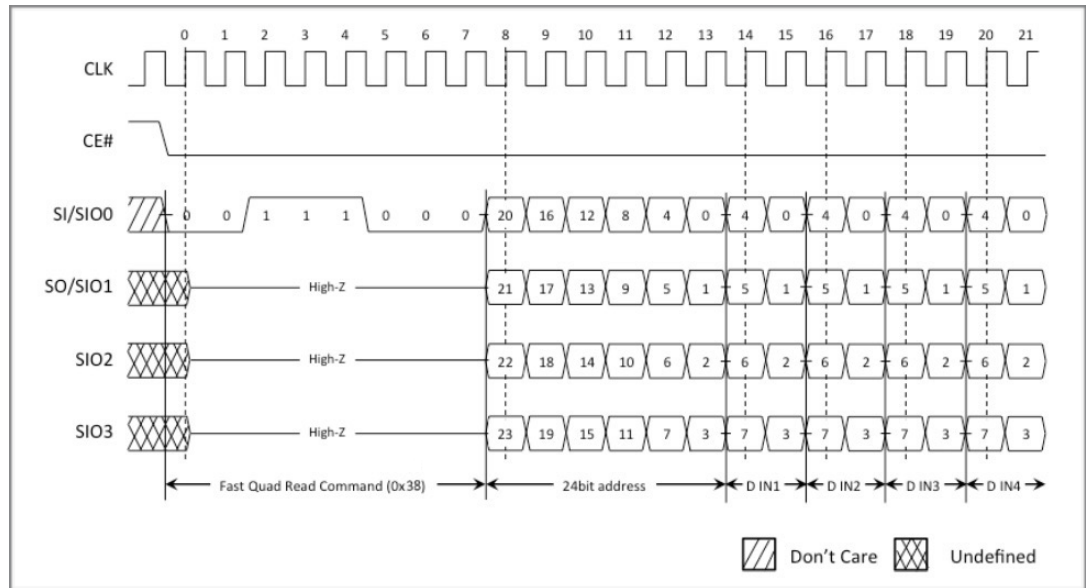 0 1 2 3 4 5 6 7 8 9 10 11 12 13 14 15 16 17 18 19 20 21
CLK
CE#
SI/SIO0 0 0 1 1 1 0 0 0 20 16 12 8 4 0 4 0 4 0 4 0 4 0
SO/SIO1 High-Z 21 17 13 9 5 1 5 1 5 1 5 1 5 1
SIO2 High-Z 22 18 14 10 6 2 6 2 6 2 6 2 6 2
SIO3 High-Z 23 19 15 11 7 3 7 3 7 3 7 3 7 3
Fast Quad Read Command (0x38) 24bit address D IN1 D IN2 D IN3 D IN4
Don't Care Undefined